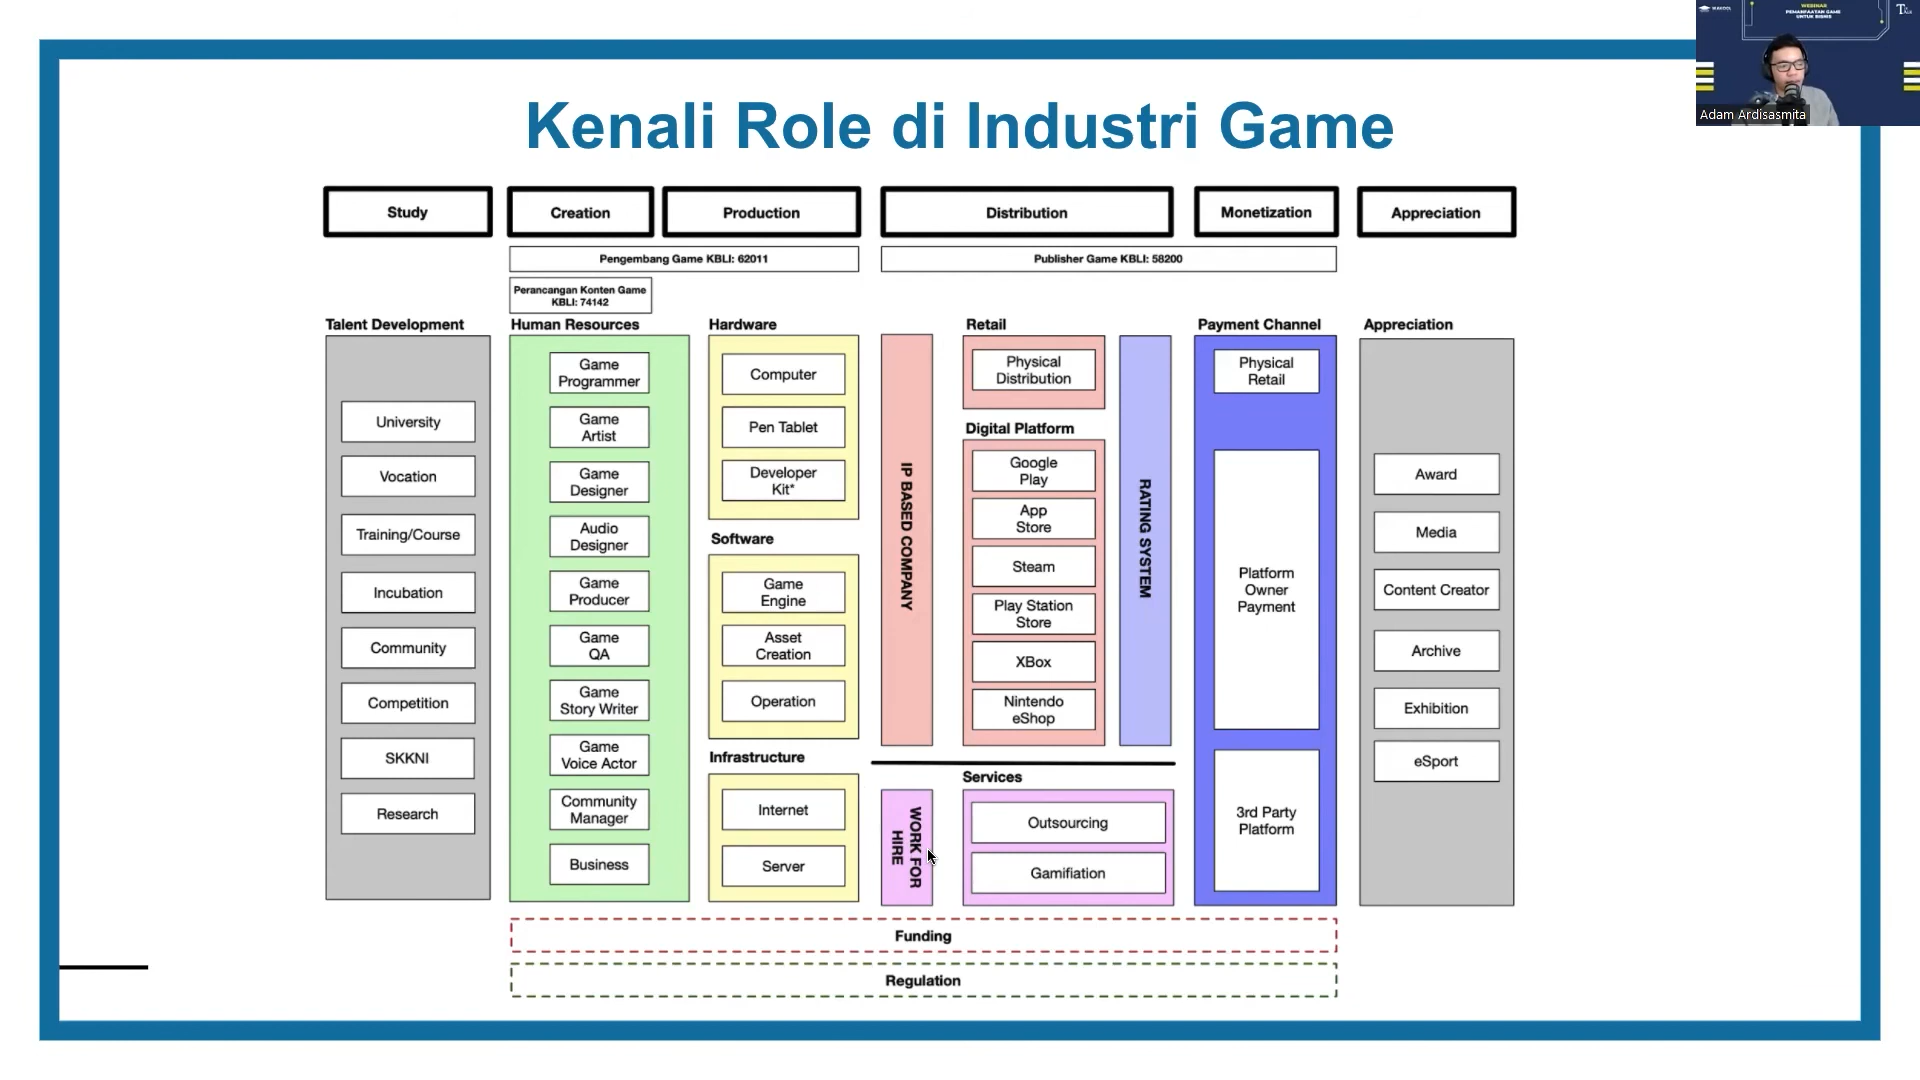 WEBINAR
PEMANFAATAN GAME
UNTUK BISNIS
Adam Ardisasmita
Kenali Role di Industri Game
Study
Creation
Production
Distribution
Monetization
Appreciation
Pengembang Game KBLI: 62011
Publisher Game KBLI: 58200
Perancangan Konten Game
KBLI: 74142
Talent Development
University
Vocation
Training/Course
Incubation
Community
Competition
SKKNI
Research
Human Resources
Game
Programmer
Game
Artist
Game
Designer
Audio
Designer
Game
Producer
Game
QA
Game
Story Writer
Game
Voice Actor
Community
Manager
Business
Hardware
Computer
Pen Tablet
Developer
Kit*
Software
Game
Engine
Asset
Creation
Operation
Infrastructure
Internet
Server
IP BASED COMPANY
WORK FOR
HIRE
Retail
Physical
Distribution
Digital Platform
Google
Play
App
Store
Steam
Play Station
Store
XBox
Nintendo
eShop
RATING SYSTEM
Services
Outsourcing
Gamifiation
Payment Channel
Physical
Retail
Platform
Owner
Payment
3rd Party
Platform
Appreciation
Award
Media
Content Creator
Archive
Exhibition
eSport
Funding
Regulation